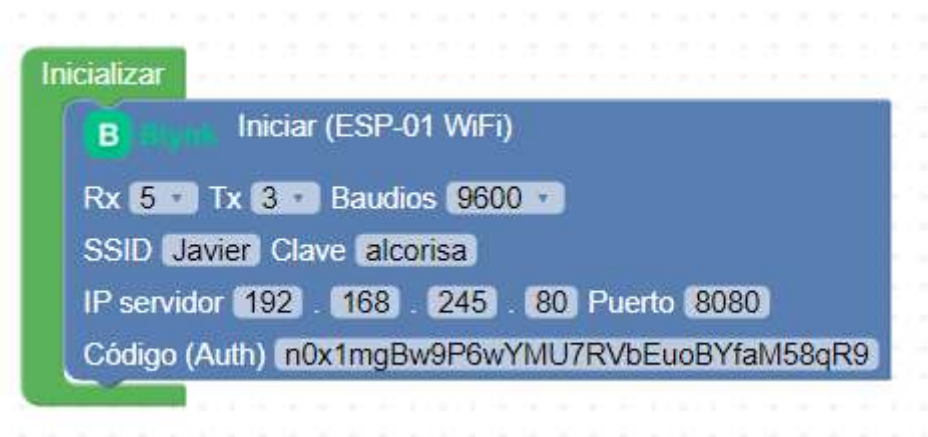 Inicializar
B Blynk Iniciar (ESP-01 WiFi)
Rx 5 Tx 3 Baudios 9600
SSID Javier Clave alcorisa
IP servidor 192 . 168 . 245 . 80 Puerto 8080
Código (Auth) n0x1mgBw9P6wYMU7RVbEuoBYfaM58qR9